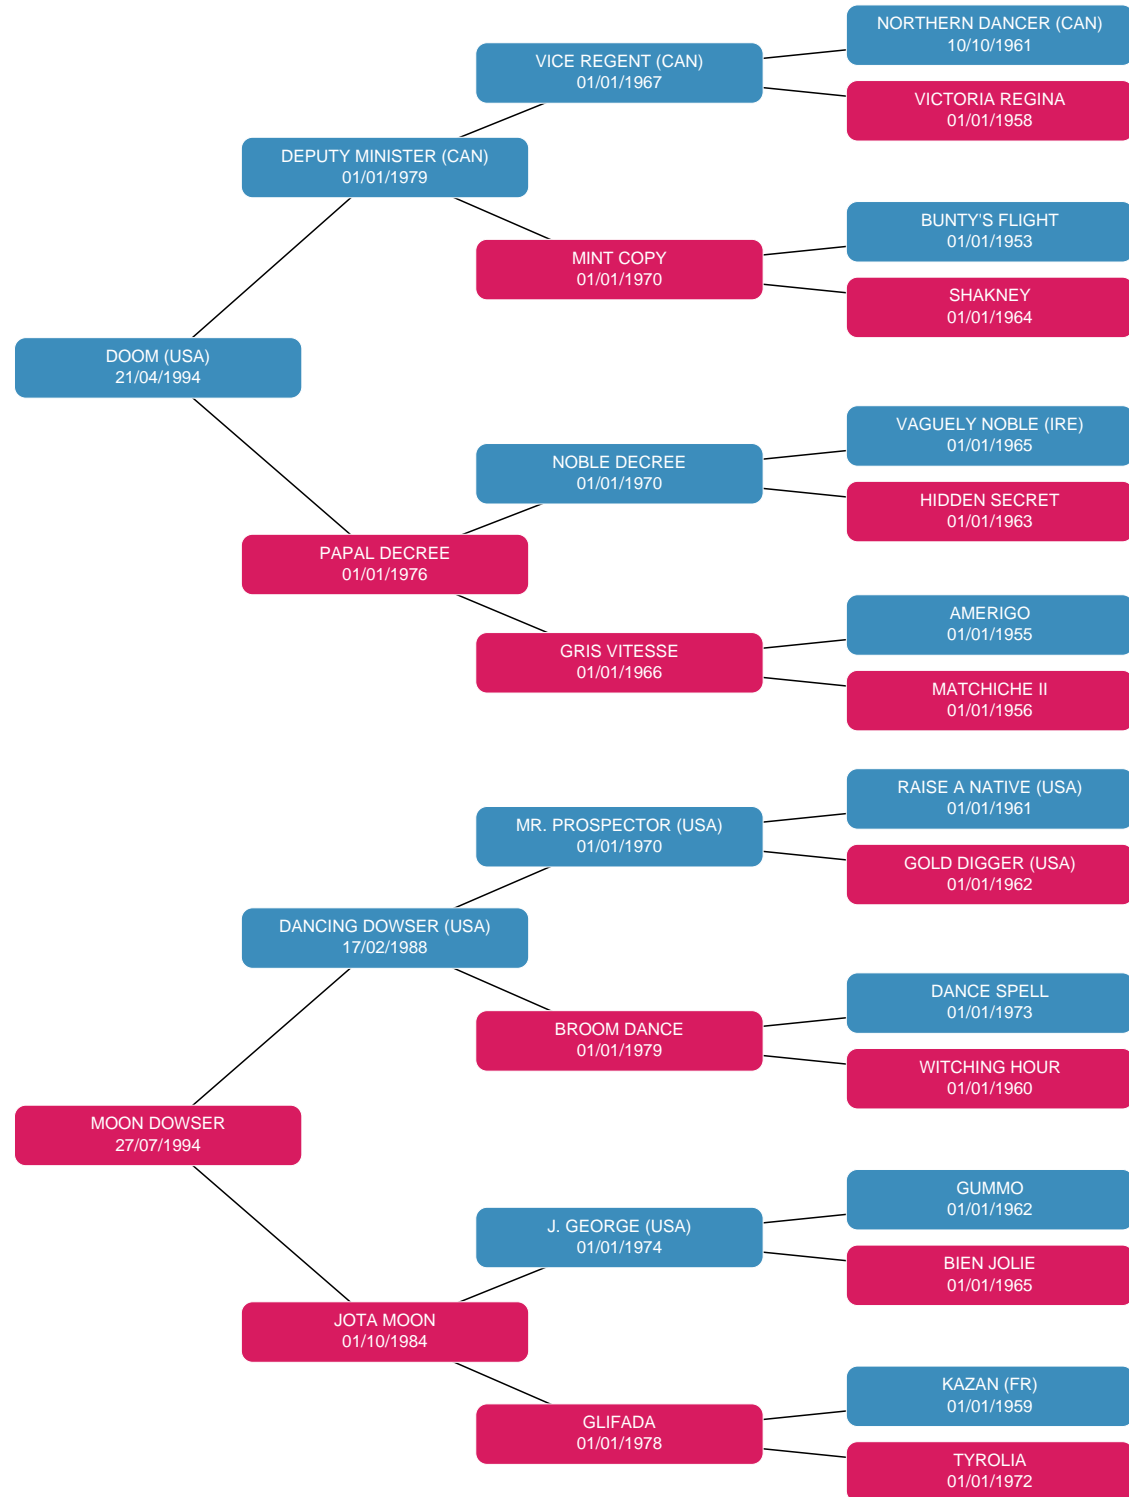 NORTHERN DANCER (CAN)
10/10/1961
VICE REGENT (CAN)
01/01/1967
VICTORIA REGINA
01/01/1958
DEPUTY MINISTER (CAN)
01/01/1979
BUNTY'S FLIGHT
01/01/1953
MINT COPY
01/01/1970
SHAKNEY
01/01/1964
DOOM (USA)
21/04/1994
VAGUELY NOBLE (IRE)
01/01/1965
NOBLE DECREE
01/01/1970
HIDDEN SECRET
01/01/1963
PAPAL DECREE
01/01/1976
AMERIGO
01/01/1955
GRIS VITESSE
01/01/1966
MATCHICHE II
01/01/1956
RAISE A NATIVE (USA)
01/01/1961
MR. PROSPECTOR (USA)
01/01/1970
GOLD DIGGER (USA)
01/01/1962
DANCING DOWSER (USA)
17/02/1988
DANCE SPELL
01/01/1973
BROOM DANCE
01/01/1979
WITCHING HOUR
01/01/1960
MOON DOWSER
27/07/1994
GUMMO
01/01/1962
J. GEORGE (USA)
01/01/1974
BIEN JOLIE
01/01/1965
JOTA MOON
01/10/1984
KAZAN (FR)
01/01/1959
GLIFADA
01/01/1978
TYROLIA
01/01/1972